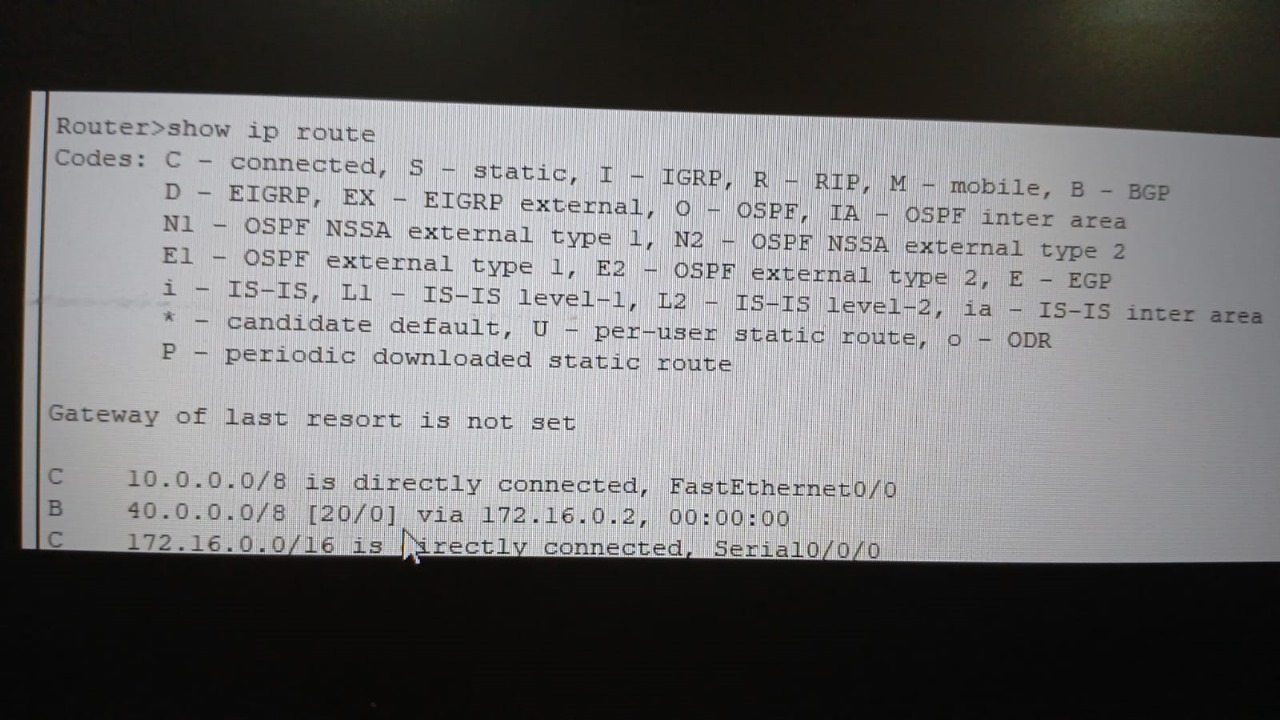 Router>show ip route
Codes: C - connected, S - static, I - IGRP, R - RIP, M - mobile, B - BGP
D - EIGRP, EX - EIGRP external, O - OSPF, IA - OSPF inter area
N1 - OSPF NSSA external type 1, N2 - OSPF NSSA external type 2
E1 - OSPF external type 1, E2 - OSPF external type 2, E - EGP
i - IS-IS, L1 - IS-IS level-1, L2 - IS-IS level-2, ia - IS-IS inter area
* - candidate default, U - per-user static route, o - ODR
P - periodic downloaded static route
Gateway of last resort is not set
C 10.0.0.0/8 is directly connected, FastEthernet0/0
B 40.0.0.0/8 [20/0] via 172.16.0.2, 00:00:00
C 172.16.0.0/16 is directly connected, Serial0/0/0